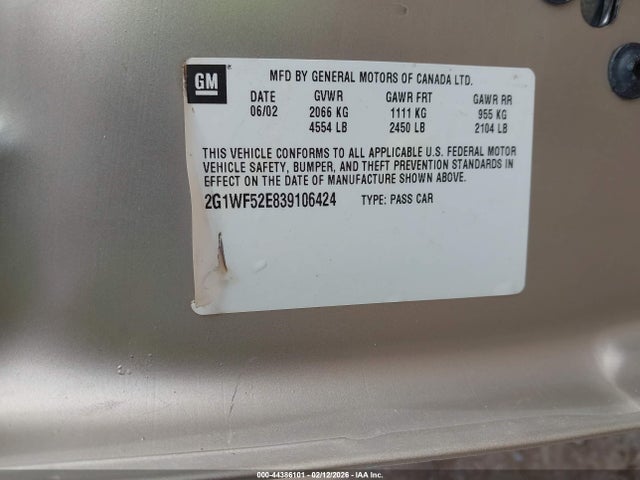 GM
MFD BY GENERAL MOTORS OF CANADA LTD.
DATE GVWR GAWR FRT GAWR RR
06/02 2066 KG 1111 KG 955 KG
4554 LB 2450 LB 2104 LB
THIS VEHICLE CONFORMS TO ALL APPLICABLE U.S. FEDERAL MOTOR
VEHICLE SAFETY, BUMPER, AND THEFT PREVENTION STANDARDS IN
EFFECT ON THE DATE OF MANUFACTURE SHOWN ABOVE.
2G1WF52E839106424 TYPE: PASS CAR
000-44386101 - 02/12/2026 - IAA Inc.